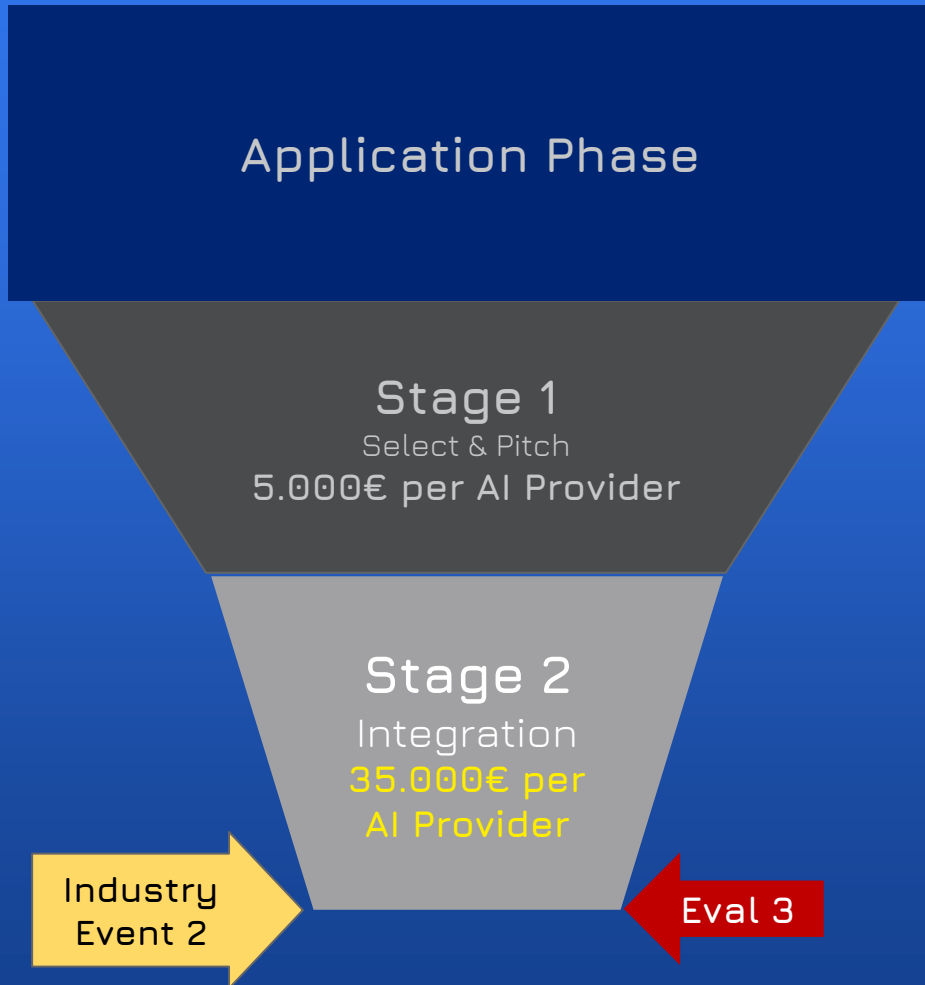 Application Phase
Stage 1
Select & Pitch
5.000€ per AI Provider
Stage 2
Integration
35.000€ per
AI Provider
Industry
Event 2
Eval 3